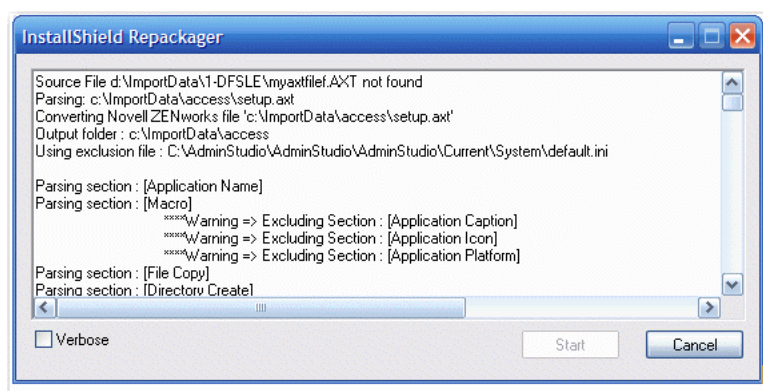 InstallShield Repackager
Source File d:\ImportData\1-DFSLE\myaxtfilef.AXT not found
Parsing: c:\ImportData\access\setup.axt
Converting Novell ZENworks file 'c:\ImportData\access\setup.axt'
Output folder : c:\ImportData\access
Using exclusion file : C:\AdminStudio\AdminStudio\AdminStudio\Current\System\default.ini
Parsing section : [Application Name]
Parsing section : [Macro]
****Warning => Excluding Section : [Application Caption]
****Warning => Excluding Section : [Application Icon]
****Warning => Excluding Section : [Application Platform]
Parsing section : [File Copy]
Parsing section : [Directory Create]
Verbose
Start
Cancel